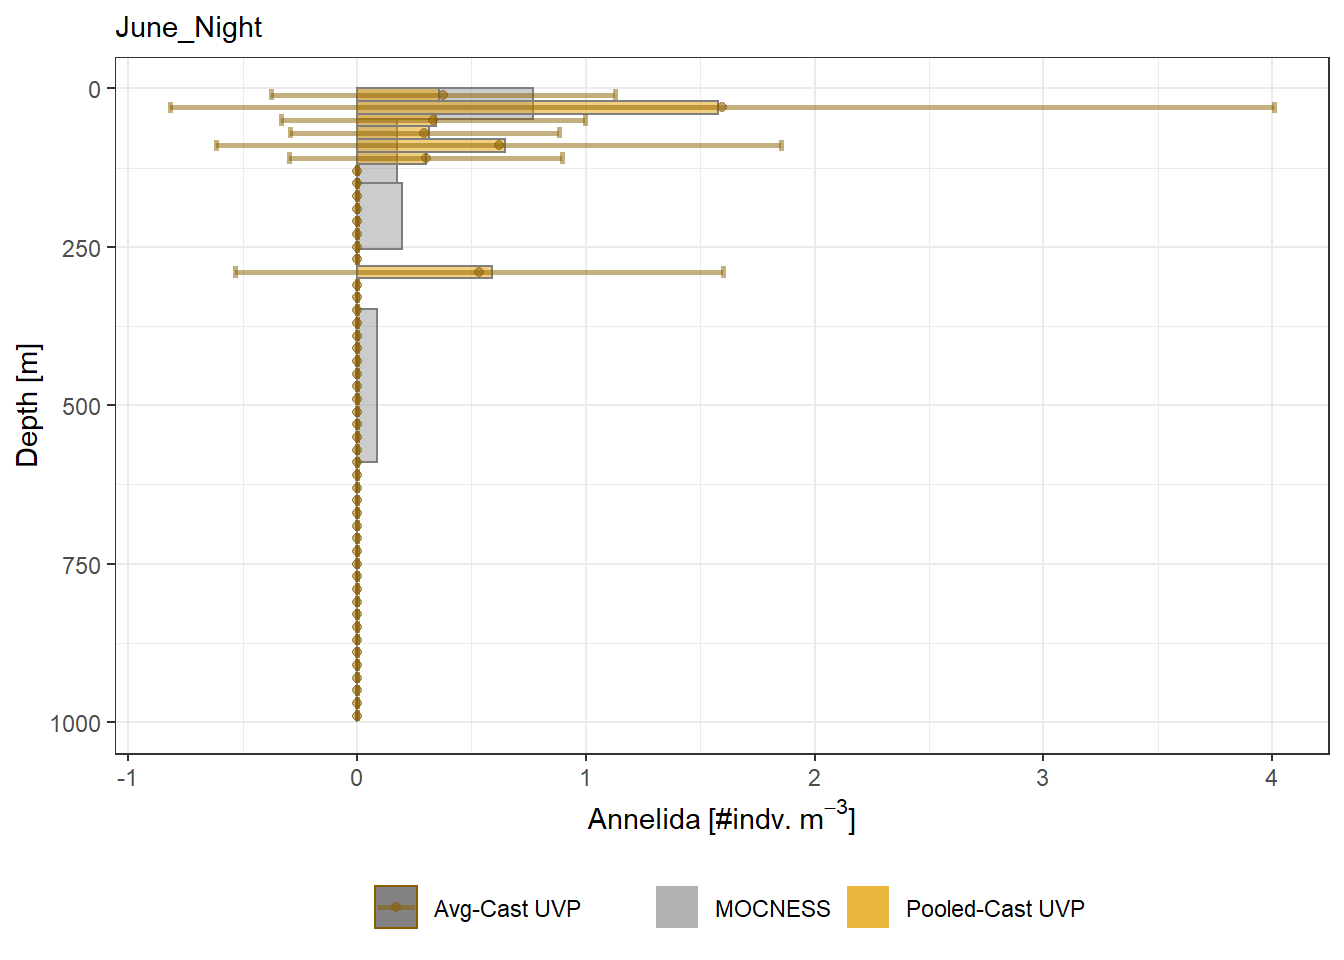 June_Night
0
250
500
750
1000
Depth [m]
-1 0 1 2 3 4
Annelida [#indv. m⁻³]
Avg-Cast UVP MOCNESS Pooled-Cast UVP